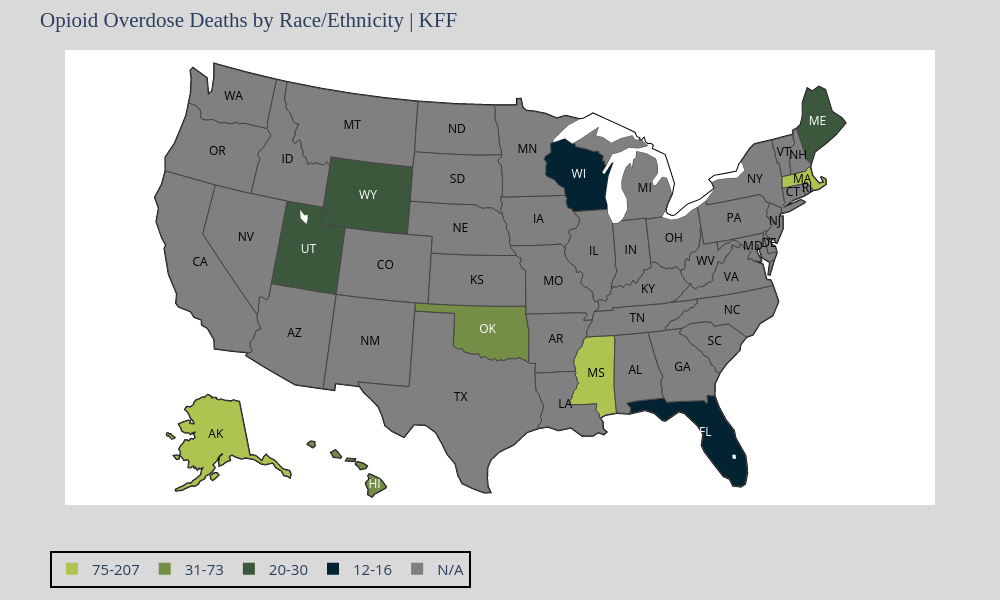 Opioid Overdose Deaths by Race/Ethnicity | KFF
WA
ME
MT
ND
OR
MN
VT
NH
ID
WI
SD
NY
MA
MI
WY
CT
RI
IA
PA
NJ
NE
NV
OH
DE
MD
UT
IL
IN
CA
WV
CO
VA
KS
MO
KY
NC
TN
OK
AZ
AR
NM
SC
GA
AL
MS
TX
LA
FL
AK
HI
75-207
31-73
20-30
12-16
N/A